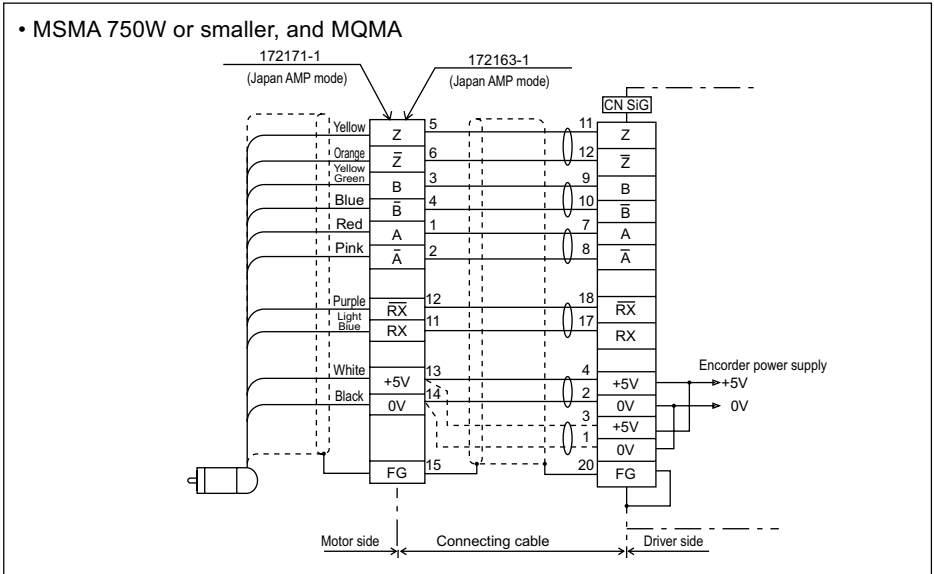 • MSMA 750W or smaller, and MQMA
172171-1 172163-1
(Japan AMP mode) (Japan AMP mode)
CN SiG
Yellow Z 5 11 Z
Orange Z̅ 6 12 Z̅
Yellow Green B 3 9 B
Blue B̅ 4 10 B̅
Red A 1 7 A
Pink A̅ 2 8 A̅
Purple R̅X̅ 12 18 R̅X̅
Light Blue RX 11 17 RX
Encorder power supply
White +5V 13 4 +5V +5V
Black 0V 14 2 0V 0V
3 +5V
1 0V
FG 15 20 FG
Motor side Connecting cable Driver side